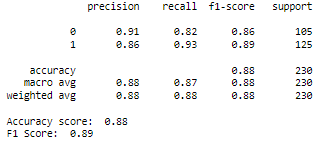 precision recall f1-score support
0 0.91 0.82 0.86 105
1 0.86 0.93 0.89 125
accuracy 0.88 230
macro avg 0.88 0.87 0.88 230
weighted avg 0.88 0.88 0.88 230
Accuracy score: 0.88
F1 Score: 0.89